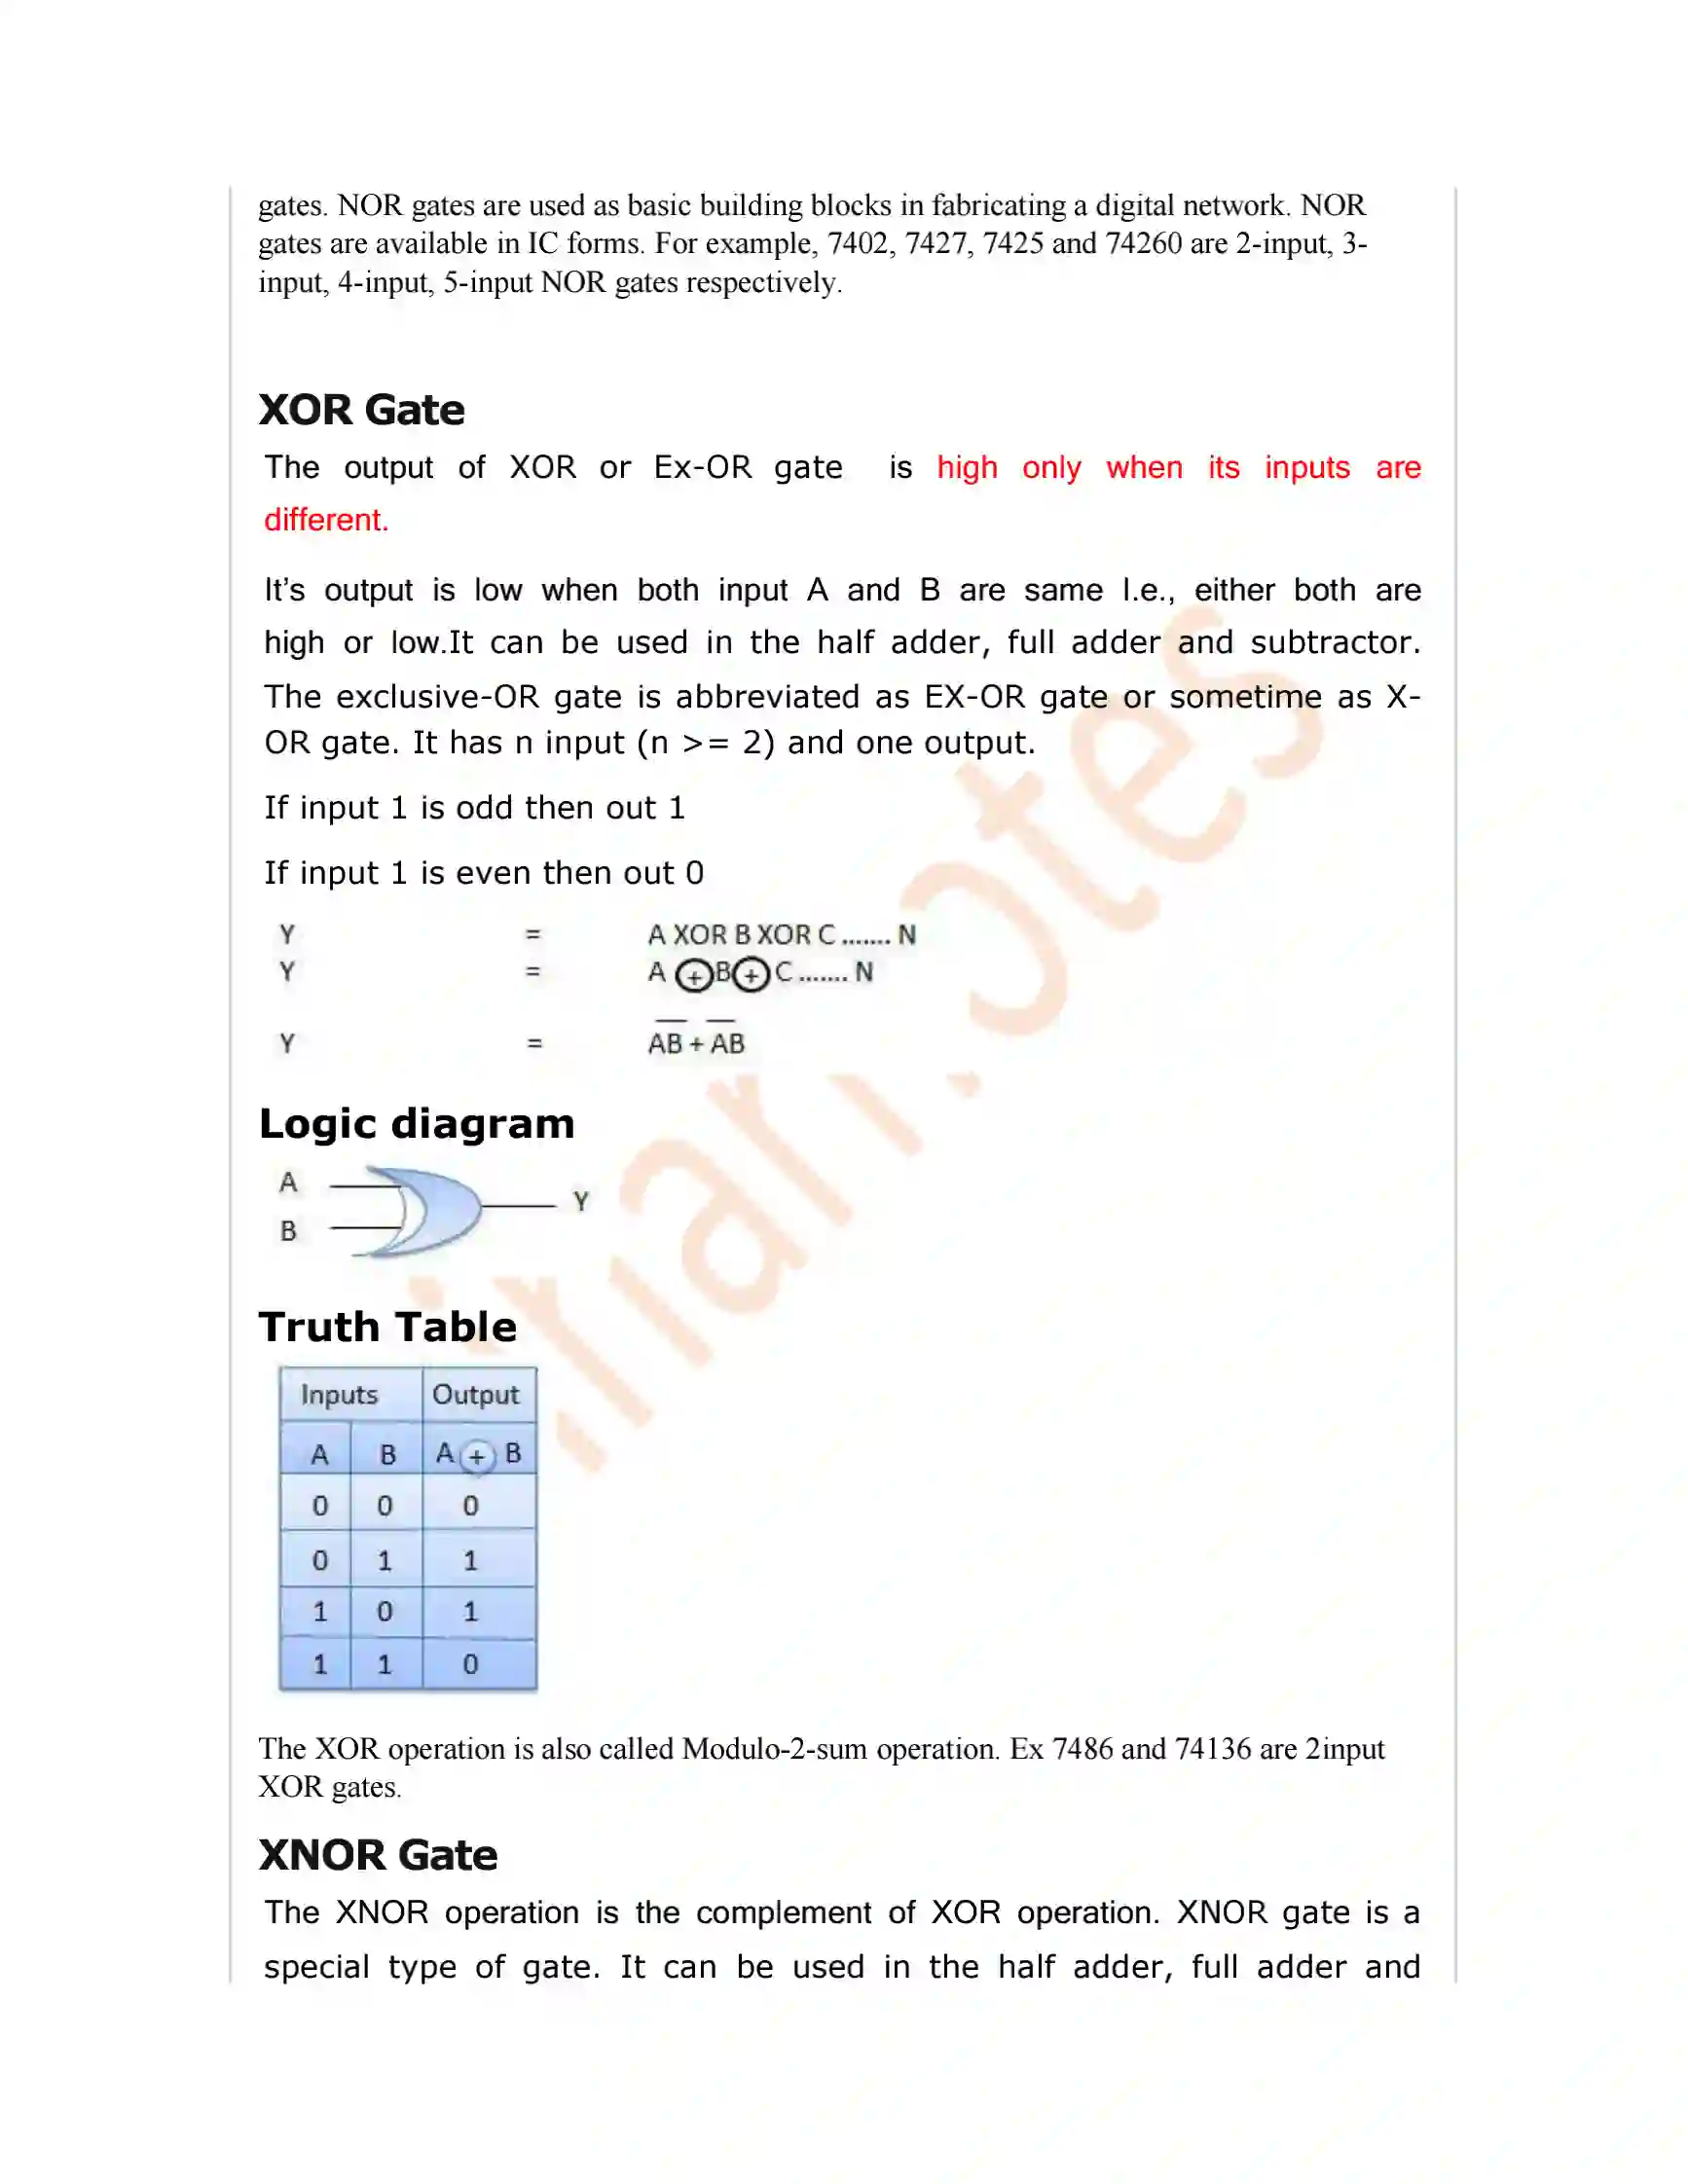 gates. NOR gates are used as basic building blocks in fabricating a digital network. NOR
gates are available in IC forms. For example, 7402, 7427, 7425 and 74260 are 2-input, 3-
input, 4-input, 5-input NOR gates respectively.
XOR Gate
The output of XOR or Ex-OR gate is high only when its inputs are
different.
It’s output is low when both input A and B are same I.e., either both are
high or low.It can be used in the half adder, full adder and subtractor.
The exclusive-OR gate is abbreviated as EX-OR gate or sometime as X-
OR gate. It has n input (n >= 2) and one output.
If input 1 is odd then out 1
If input 1 is even then out 0
Y = A XOR B XOR C ....... N
Y = A ⊕ B ⊕ C ....... N
Y = A̅B̅ + A̅B̅
Logic diagram
A
Y
B
Truth Table
Inputs Output
A B A ⊕ B
0 0 0
0 1 1
1 0 1
1 1 0
The XOR operation is also called Modulo-2-sum operation. Ex 7486 and 74136 are 2input
XOR gates.
XNOR Gate
The XNOR operation is the complement of XOR operation. XNOR gate is a
special type of gate. It can be used in the half adder, full adder and